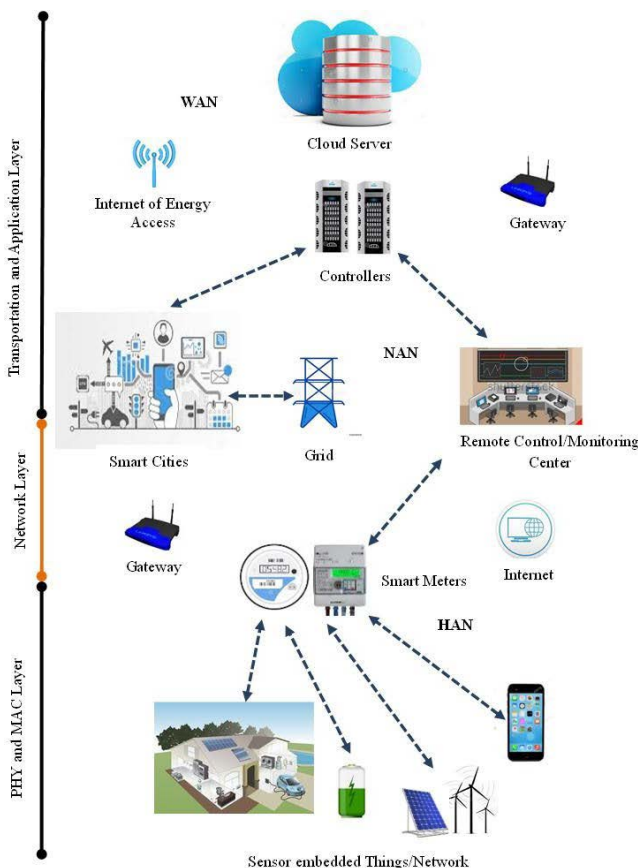 WAN
Cloud Server
Internet of Energy
Access
Gateway
Controllers
Transportation and Application Layer
NAN
Smart Cities
Grid
Remote Control/Monitoring
Center
Network Layer
Gateway
Smart Meters
Internet
HAN
PHY and MAC Layer
Sensor embedded Things/Network